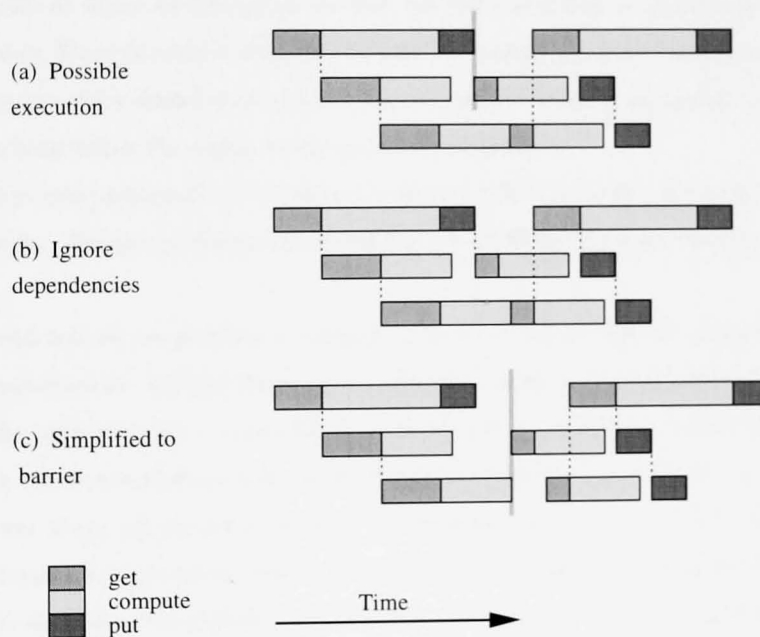 (a) Possible
execution
(b) Ignore
dependencies
(c) Simplified to
barrier
get
compute
put
Time